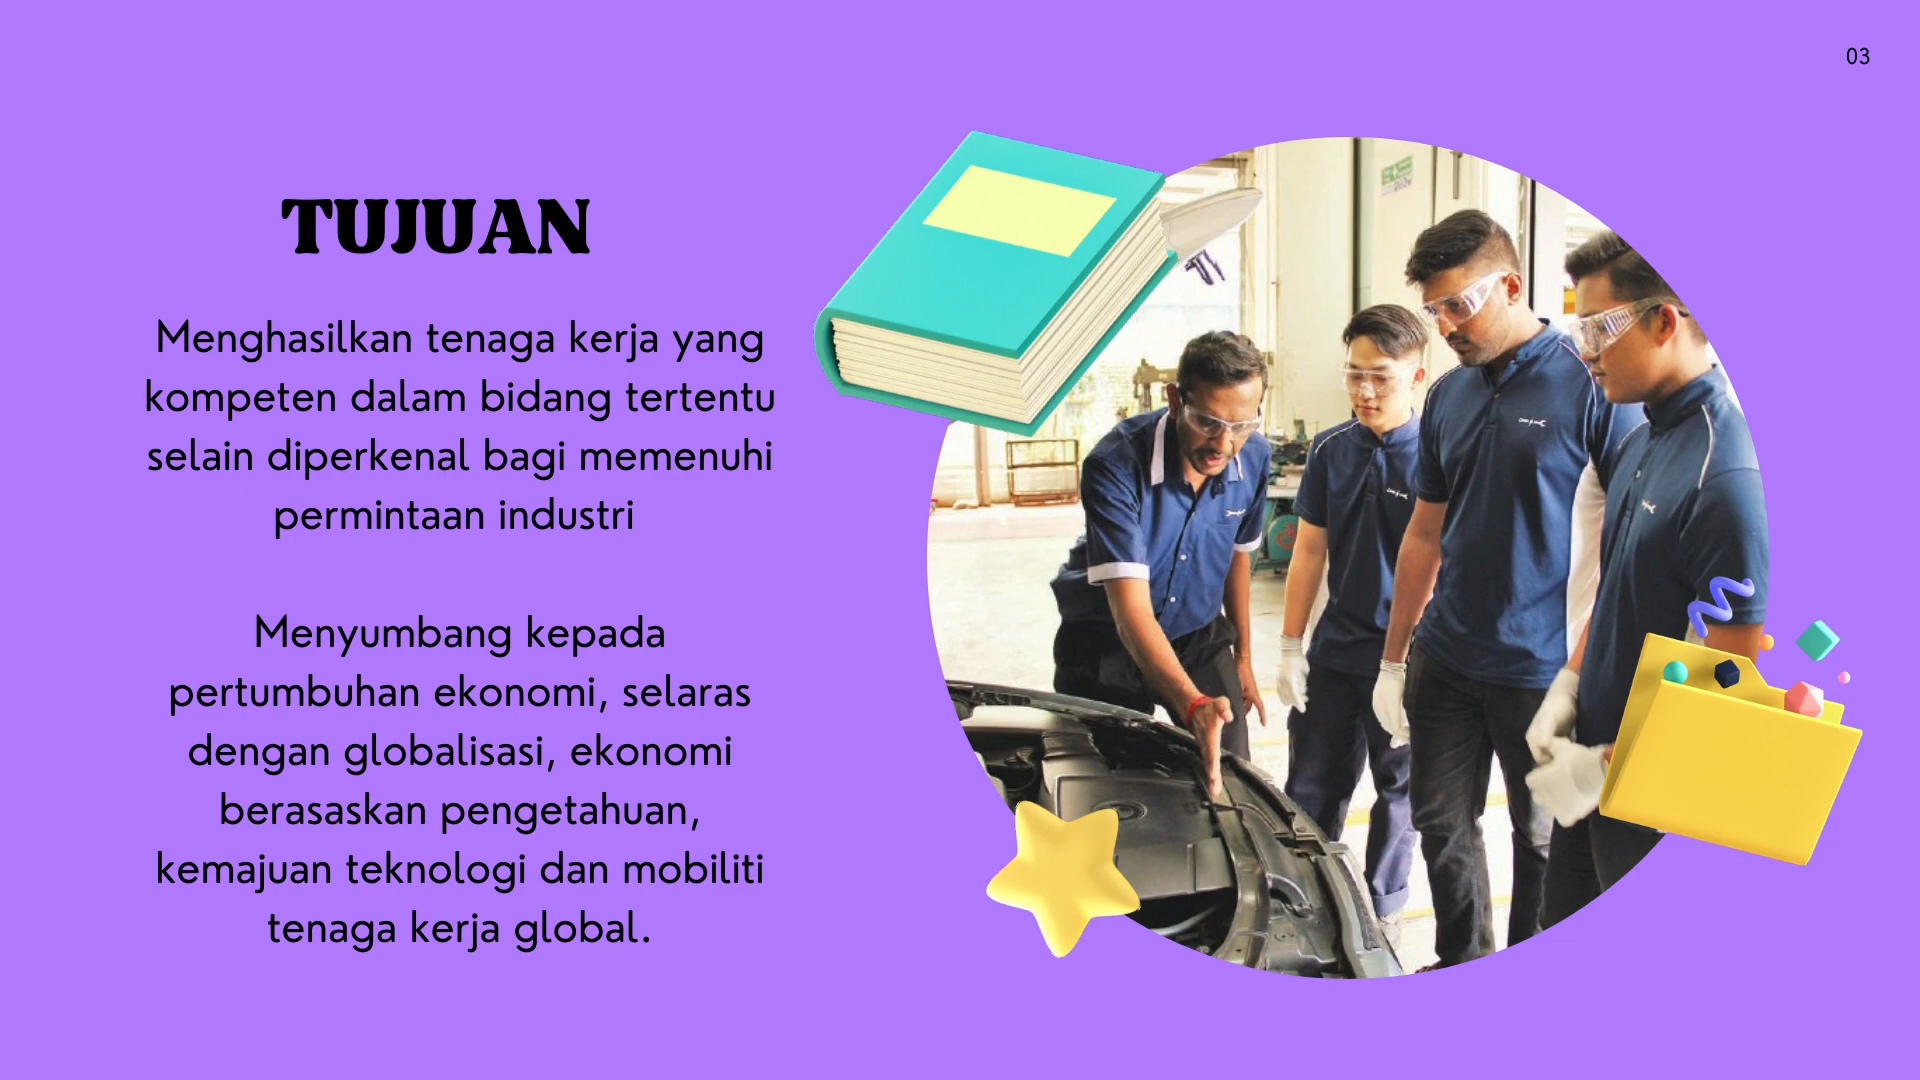 03
TUJUAN
Menghasilkan tenaga kerja yang
kompeten dalam bidang tertentu
selain diperkenal bagi memenuhi
permintaan industri
Menyumbang kepada
pertumbuhan ekonomi, selaras
dengan globalisasi, ekonomi
berasaskan pengetahuan,
kemajuan teknologi dan mobiliti
tenaga kerja global.